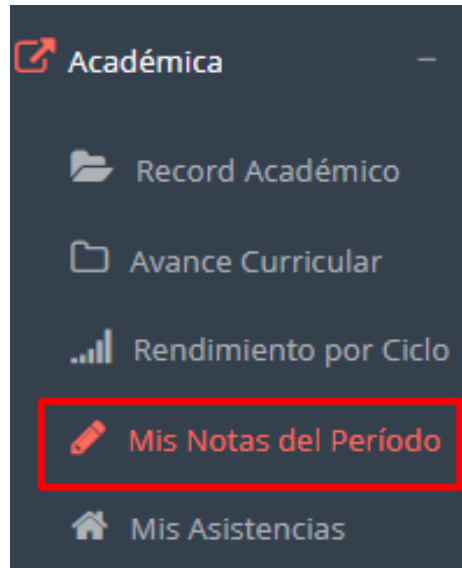 Académica
Record Académico
Avance Curricular
Rendimiento por Ciclo
Mis Notas del Período
Mis Asistencias